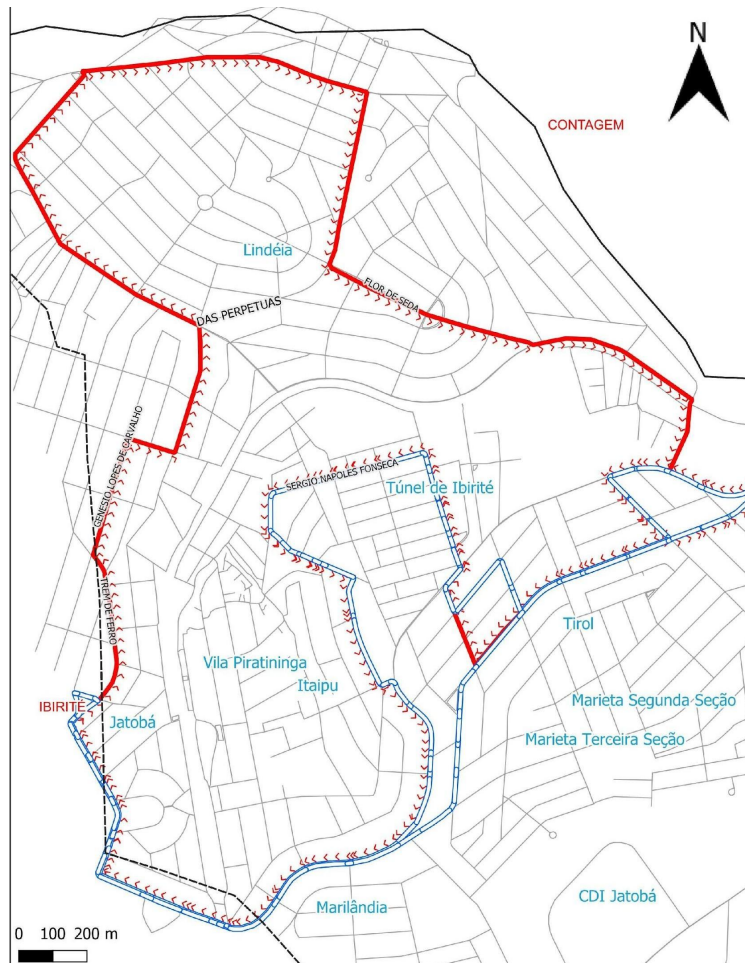 N
CONTAGEM
Lindéia
FLOR DE SEDA
DAS PERPETUAS
GENESIO LOPES DE CARVALHO
SERGIO NAPOLES FONSECA
Túnel de Ibirité
TREM DE FERRO
Tirol
Vila Piratininga
Itaipu
Marieta Segunda Seção
IBIRITÉ
Jatobá
Marieta Terceira Seção
CDI Jatobá
Marilândia
0 100 200 m